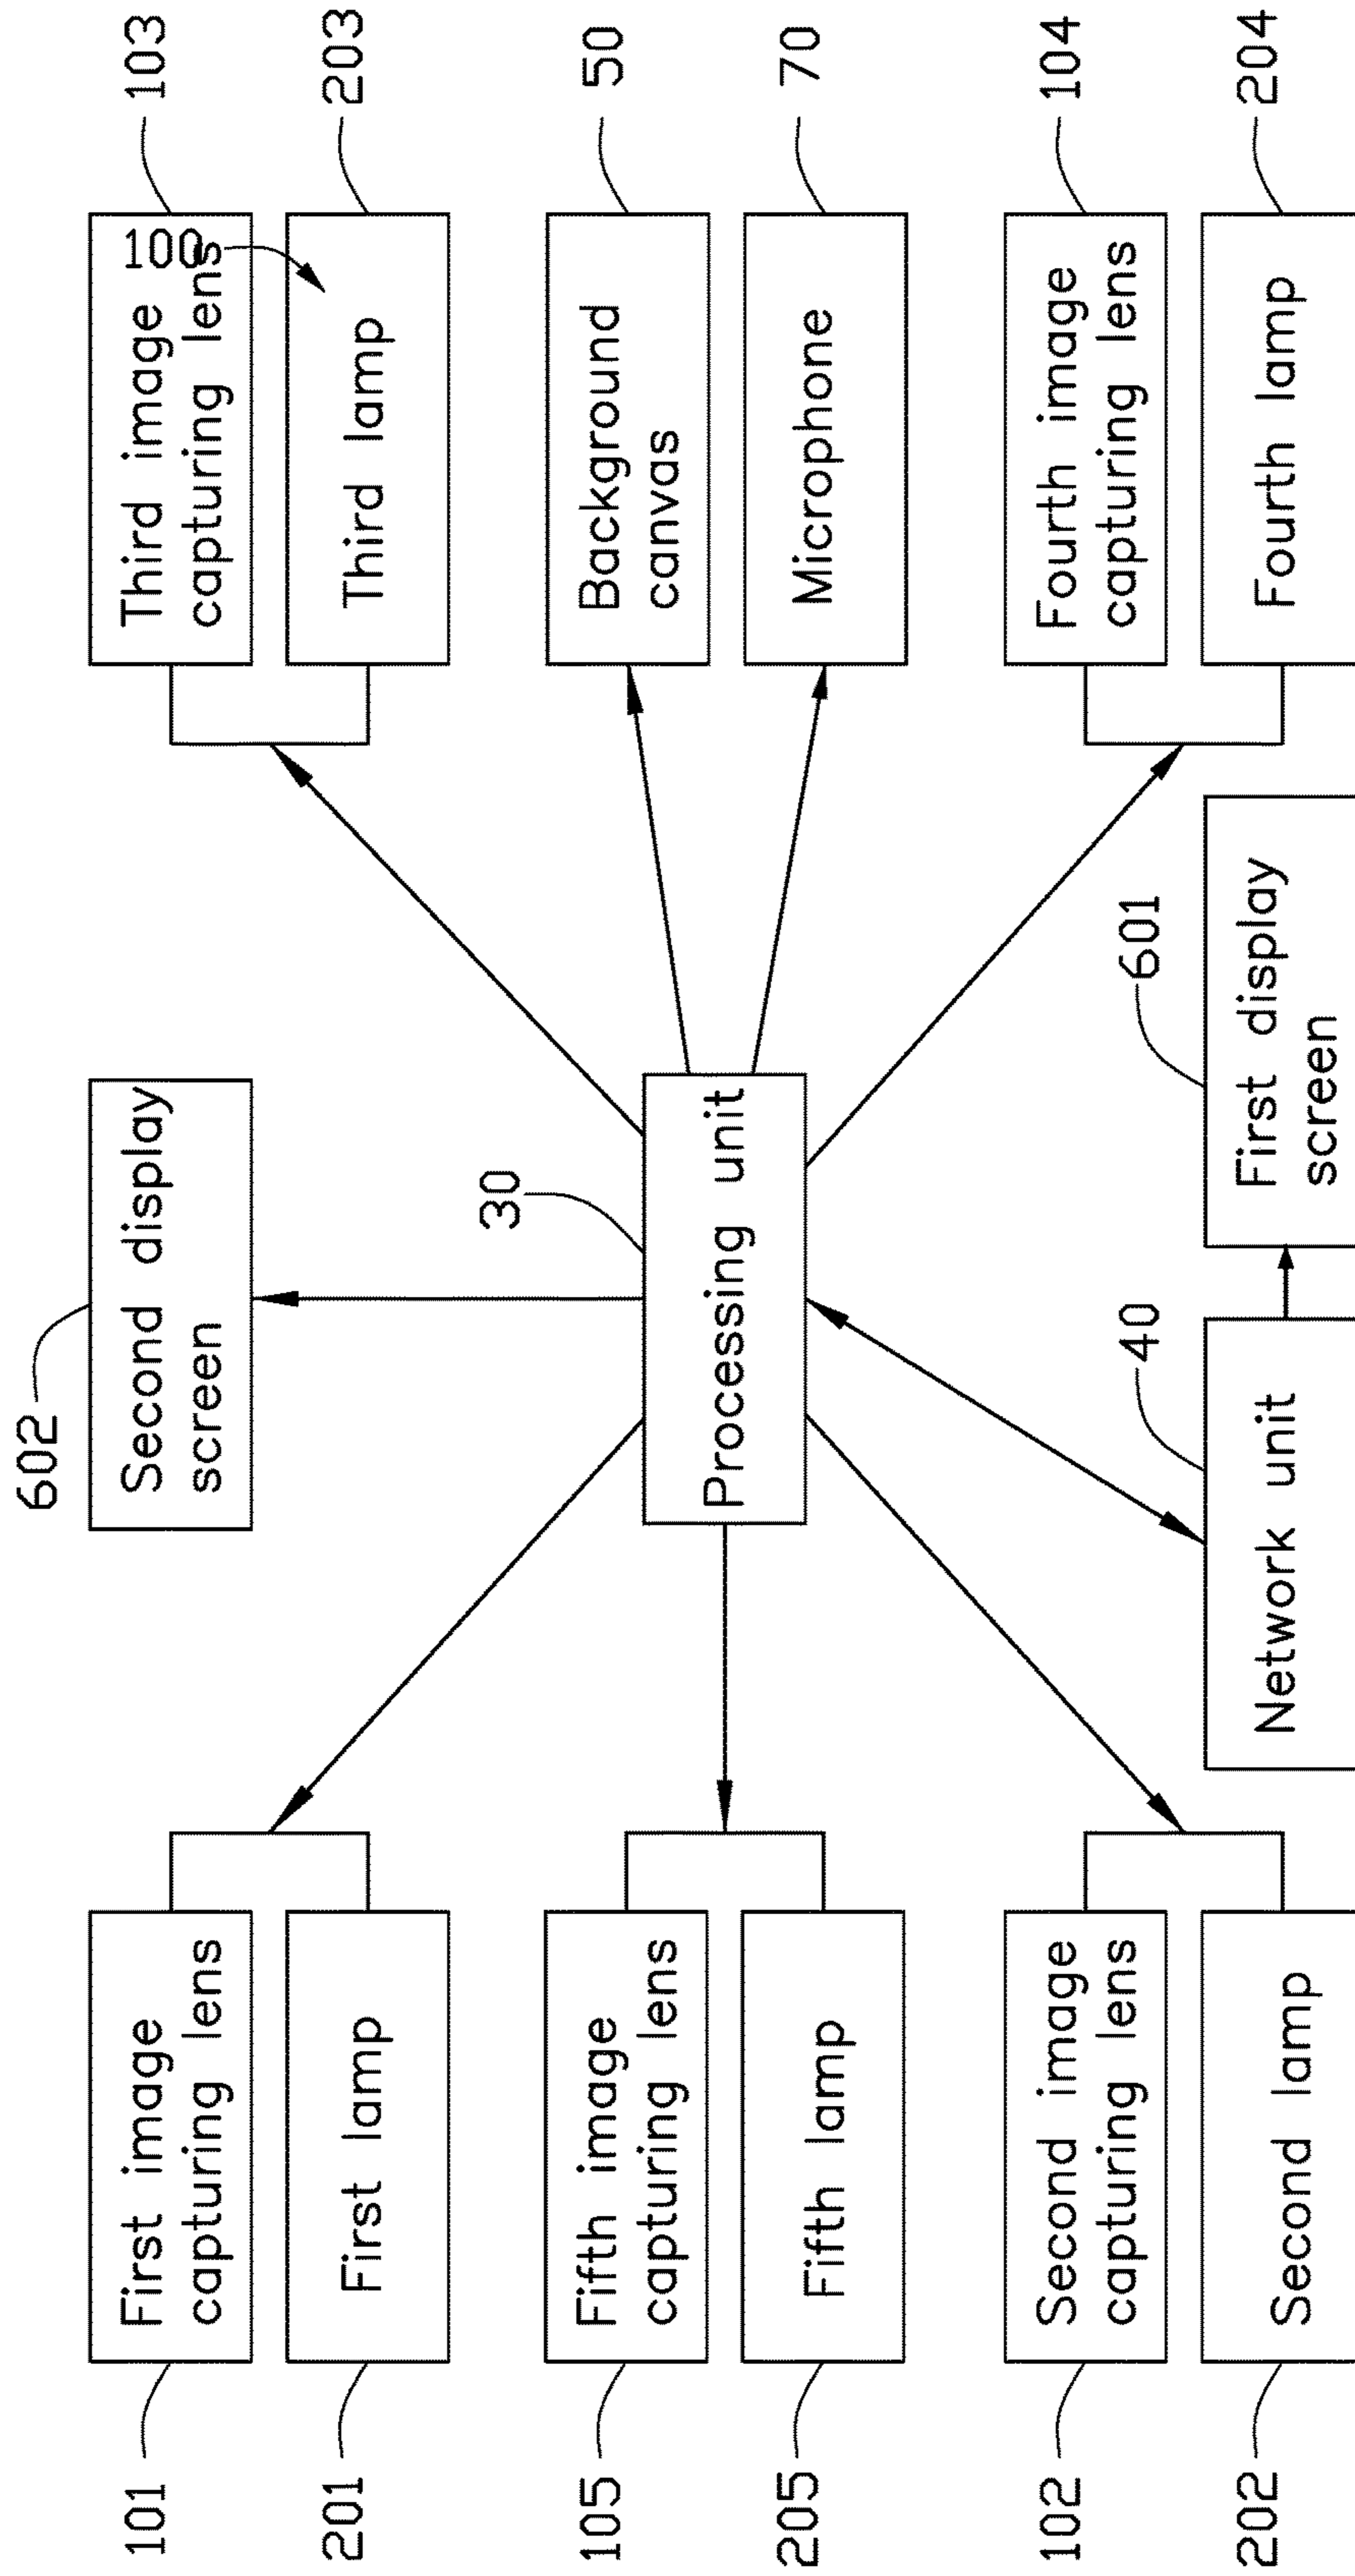 602
101
First image
capturing lens
Second display
screen
Third image
capturing lens
103
100
201
First lamp
Third lamp
203
30
105
Fifth image
capturing lens
Background
canvas
50
205
Fifth lamp
Processing unit
Microphone
70
102
Second image
capturing lens
Fourth image
capturing lens
104
40
601
202
Second lamp
Network unit
First display
screen
Fourth lamp
204